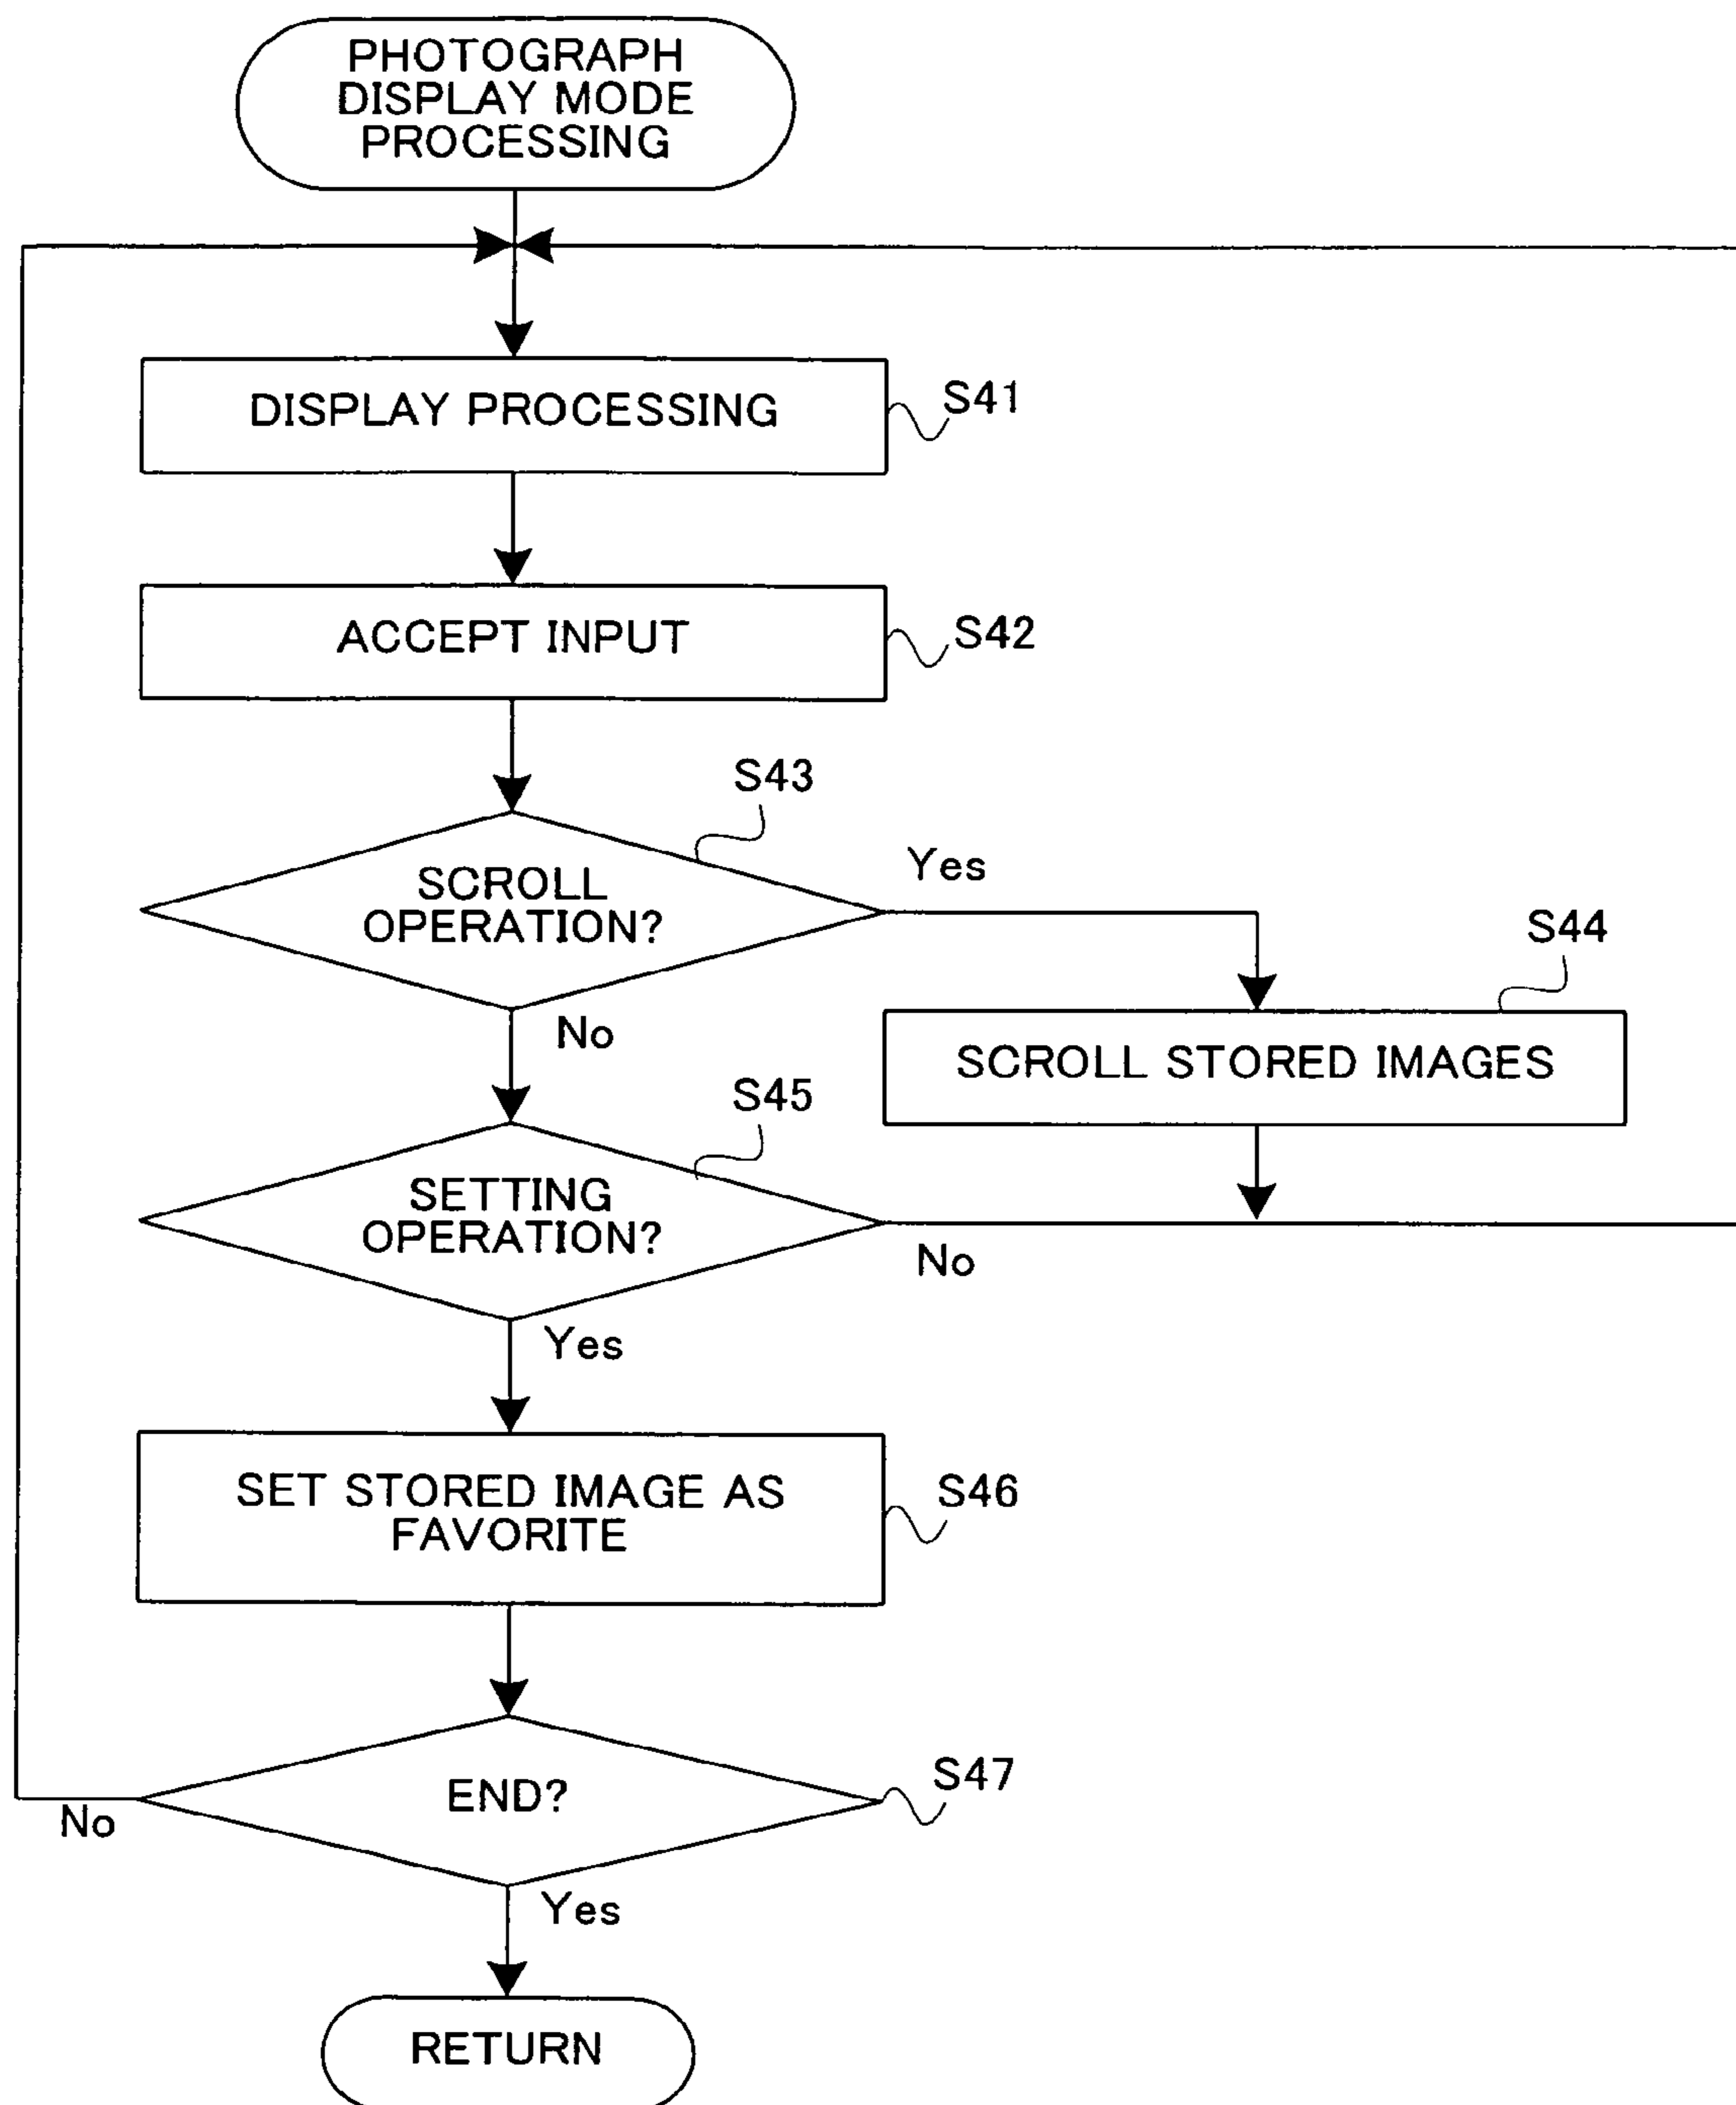 PHOTOGRAPH
DISPLAY MODE
PROCESSING
DISPLAY PROCESSING
S41
ACCEPT INPUT
S42
S43
SCROLL
OPERATION?
Yes
No
S44
SCROLL STORED IMAGES
S45
SETTING
OPERATION?
No
Yes
SET STORED IMAGE AS
FAVORITE
S46
END?
S47
No
Yes
RETURN